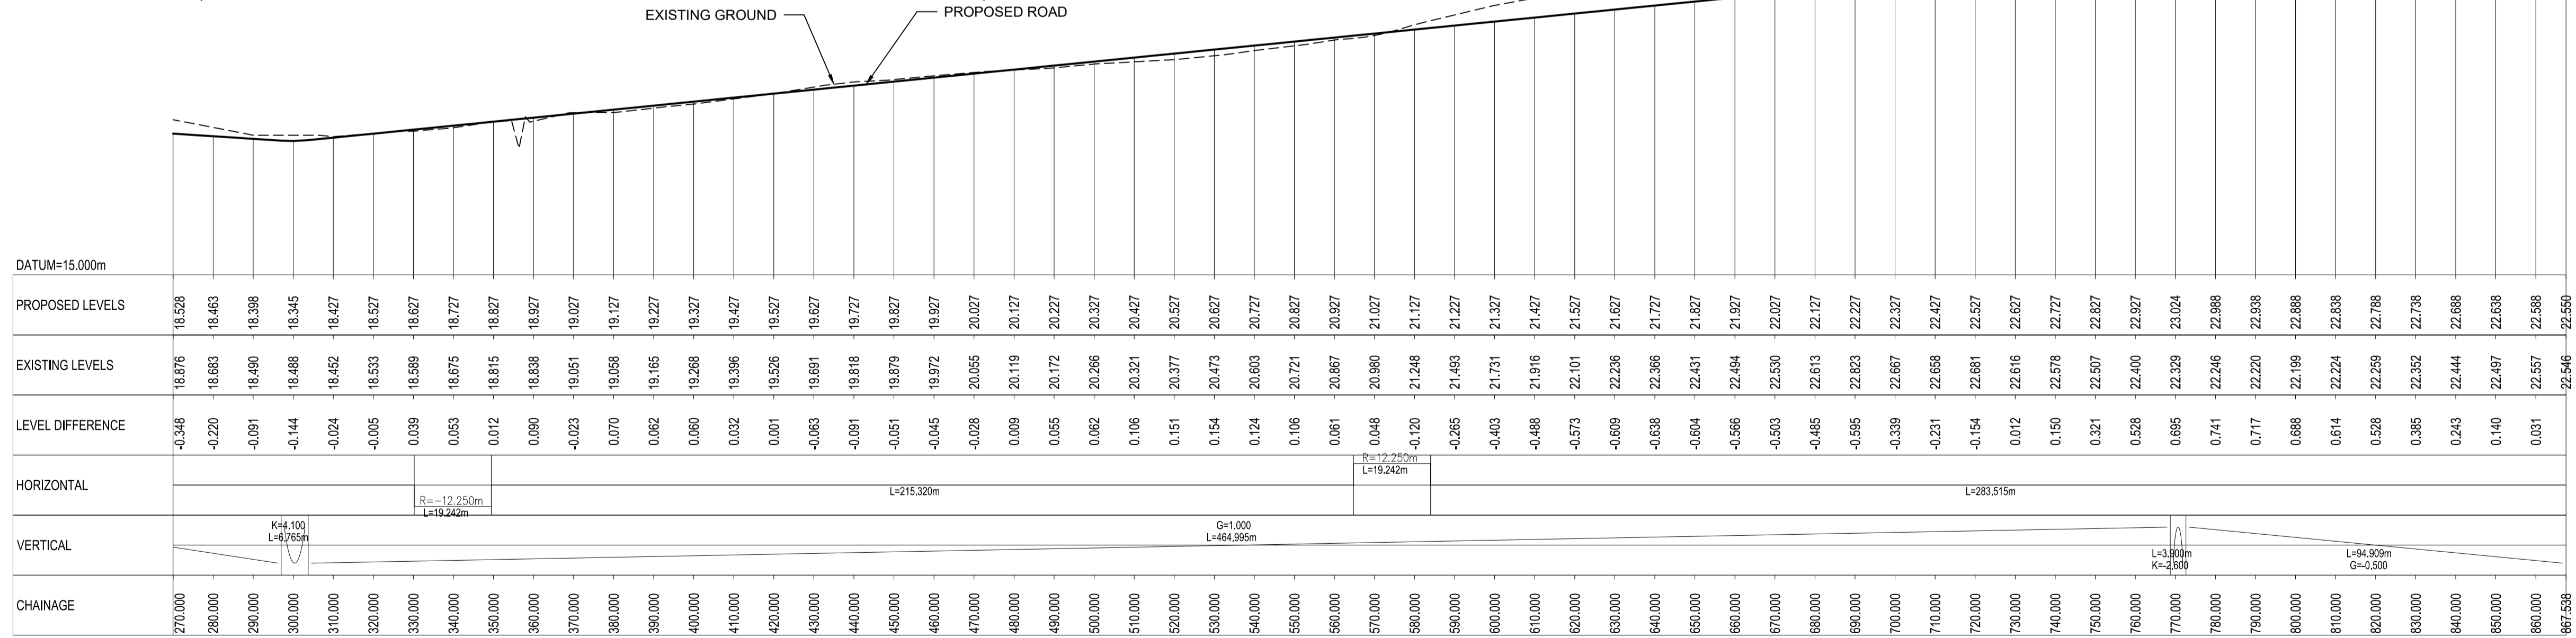 EXISTING GROUND
PROPOSED ROAD
DATUM=15.000m
PROPOSED LEVELS 18.528 18.463 18.398 18.345 18.427 18.527 18.627 18.727 18.827 18.927 19.027 19.127 19.227 19.327 19.427 19.527 19.627 19.727 19.827 19.927 20.027 20.127 20.227 20.327 20.427 20.527 20.627 20.727 20.827 20.927 21.027 21.127 21.227 21.327 21.427 21.527 21.627 21.727 21.827 21.927 22.027 22.127 22.227 22.327 22.427 22.527 22.627 22.727 22.827 22.927 23.024 22.988 22.938 22.888 22.838 22.788 22.738 22.688 22.638 22.588 22.550
EXISTING LEVELS 18.876 18.683 18.490 18.488 18.452 18.533 18.589 18.675 18.815 18.838 19.051 19.058 19.165 19.268 19.396 19.526 19.691 19.818 19.879 19.972 20.055 20.119 20.172 20.266 20.321 20.377 20.473 20.603 20.721 20.867 20.980 21.248 21.493 21.731 21.916 22.101 22.236 22.366 22.431 22.494 22.530 22.613 22.823 22.667 22.658 22.681 22.616 22.578 22.507 22.400 22.329 22.246 22.220 22.199 22.224 22.259 22.352 22.444 22.497 22.557 22.546
LEVEL DIFFERENCE -0.348 -0.220 -0.091 -0.144 -0.024 -0.005 0.039 0.053 0.012 0.090 -0.023 0.070 0.062 0.060 0.032 0.001 -0.063 -0.091 -0.051 -0.045 -0.028 0.009 0.055 0.062 0.106 0.151 0.154 0.124 0.106 0.061 0.048 -0.120 -0.265 -0.403 -0.488 -0.573 -0.609 -0.638 -0.604 -0.566 -0.503 -0.485 -0.595 -0.339 -0.231 -0.154 0.012 0.150 0.321 0.528 0.695 0.741 0.717 0.688 0.614 0.528 0.385 0.243 0.140 0.031
R=12.250m
L=19.242m
HORIZONTAL
L=215.320m
L=283.515m
R=-12.250m
L=19.242m
K=4.100
L=6.765m
G=1.000
L=464.995m
VERTICAL
L=3.900m
K=-2.600
L=94.909m
G=-0.500
CHAINAGE 270.000 280.000 290.000 300.000 310.000 320.000 330.000 340.000 350.000 360.000 370.000 380.000 390.000 400.000 410.000 420.000 430.000 440.000 450.000 460.000 470.000 480.000 490.000 500.000 510.000 520.000 530.000 540.000 550.000 560.000 570.000 580.000 590.000 600.000 610.000 620.000 630.000 640.000 650.000 660.000 670.000 680.000 690.000 700.000 710.000 720.000 730.000 740.000 750.000 760.000 770.000 780.000 790.000 800.000 810.000 820.000 830.000 840.000 850.000 860.000 867.538